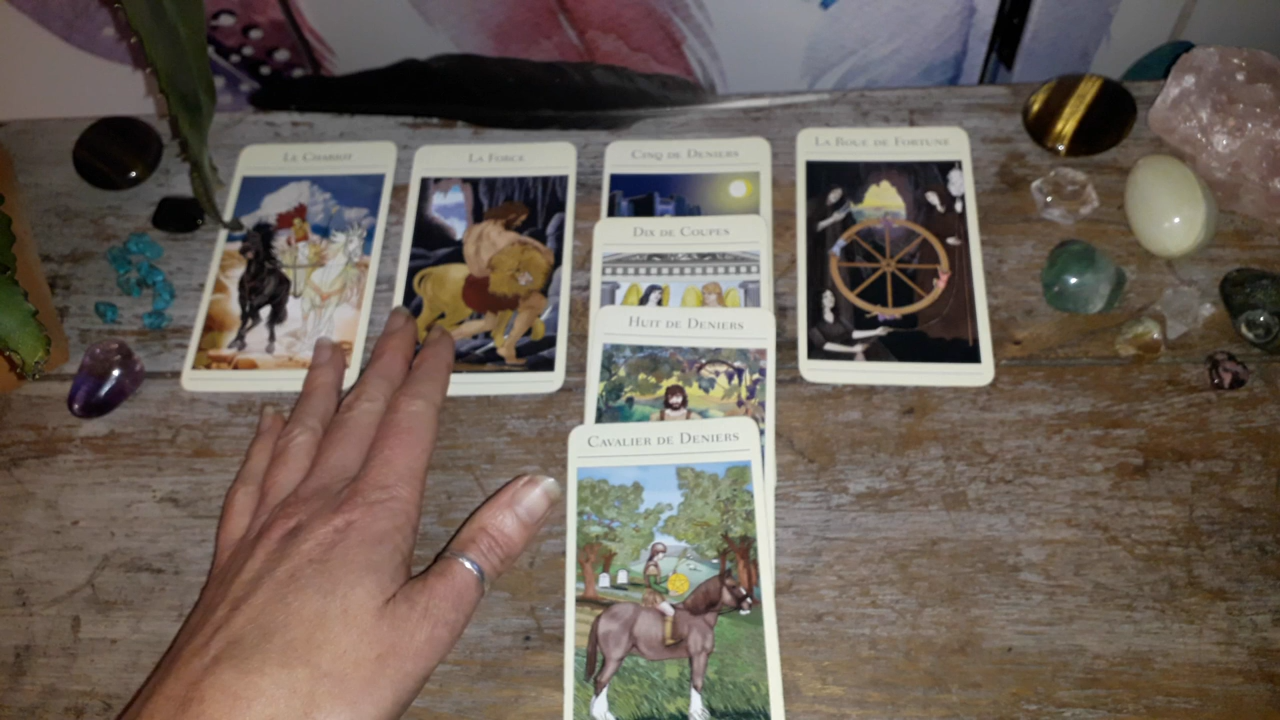 LE CHARIOT
LA FORCE
CINQ DE DENIERS
LA ROUE DE FORTUNE
DIX DE COUPES
HUIT DE DENIERS
CAVALIER DE DENIERS